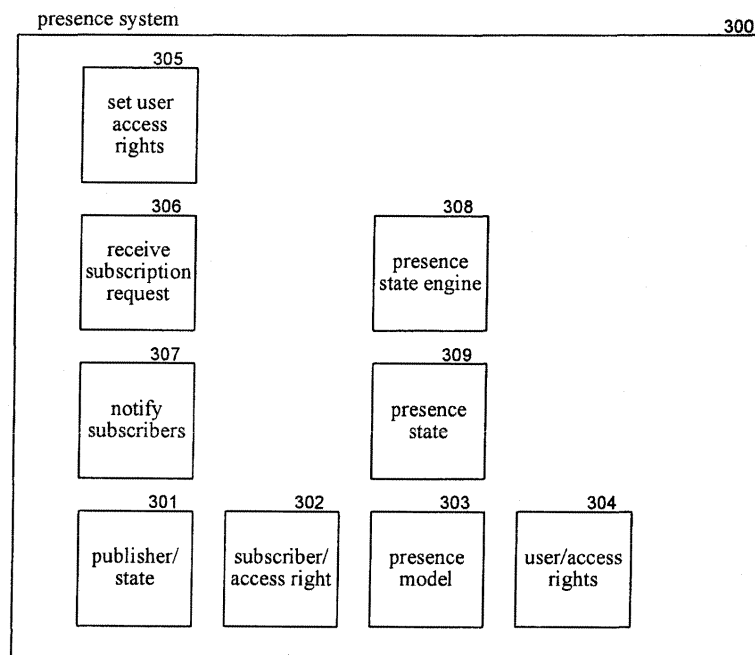 presence system
300
305
set user
access
rights
306
receive
subscription
request
308
presence
state engine
307
notify
subscribers
309
presence
state
301
publisher/
state
302
subscriber/
access right
303
presence
model
304
user/access
rights